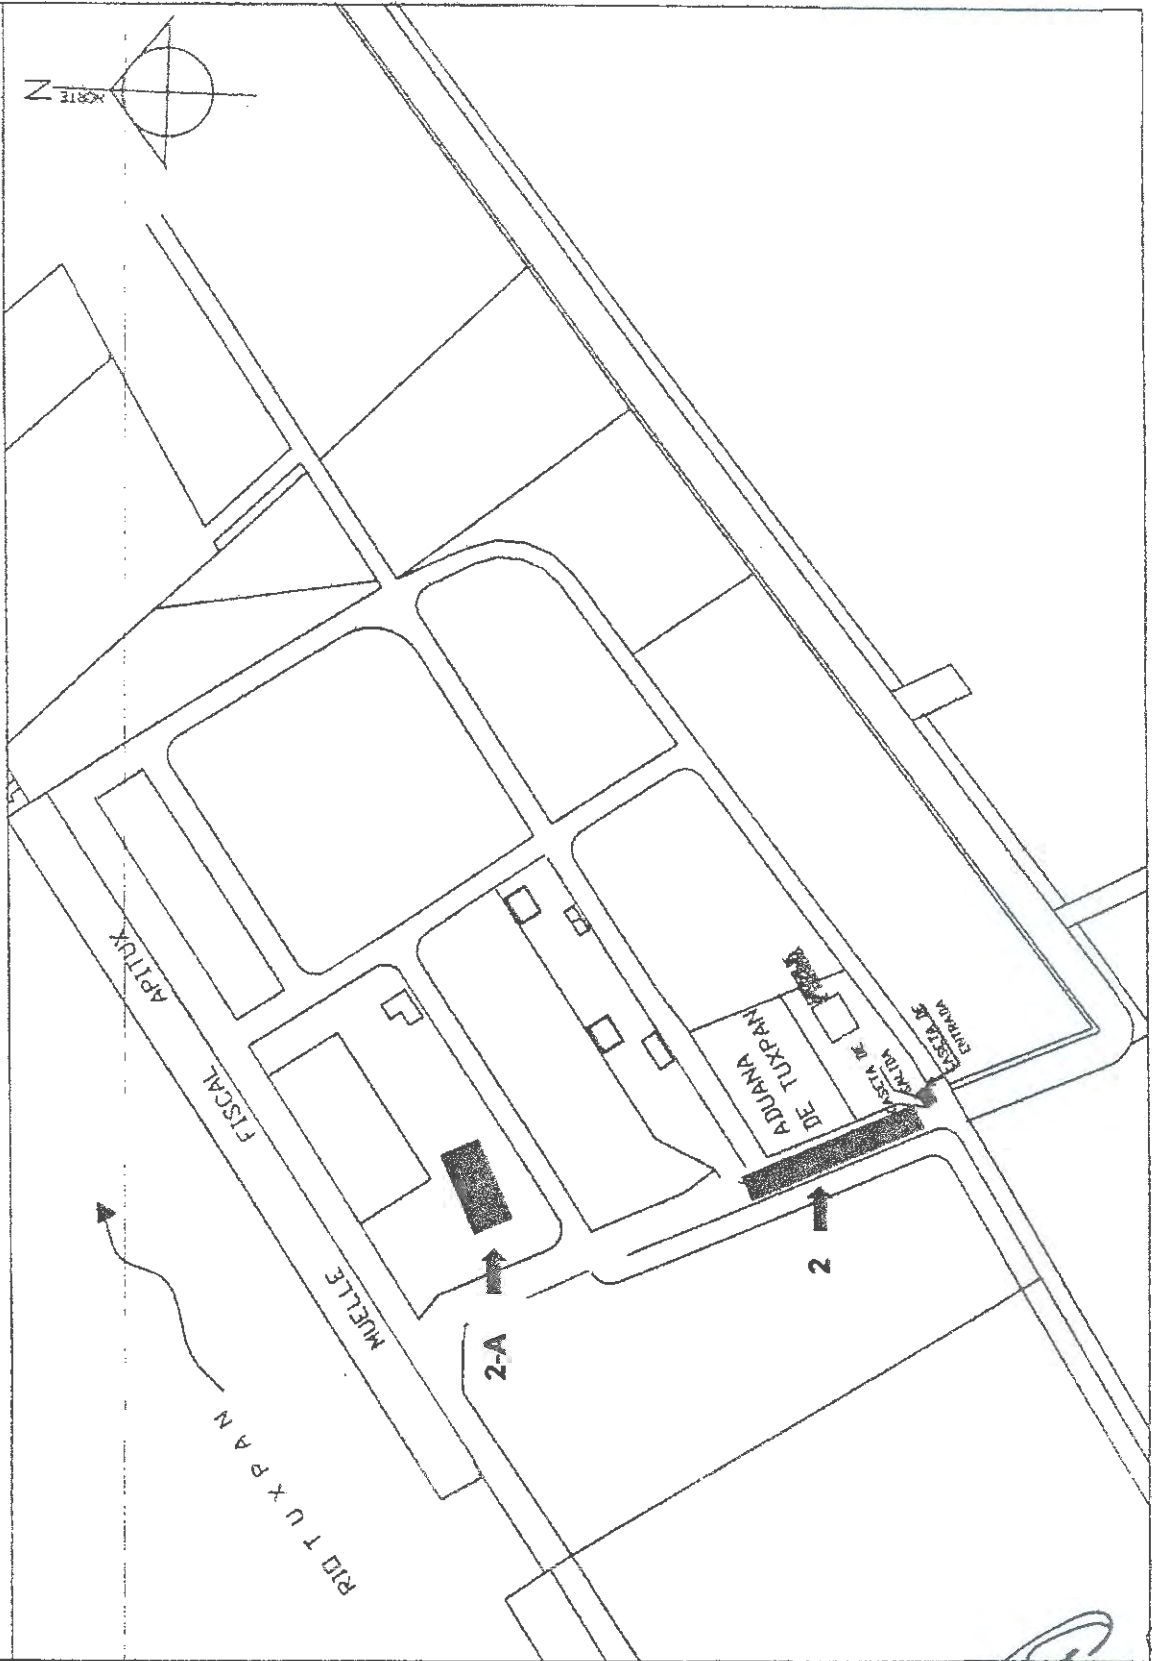 N
NORTE
RIO TUXPAN
MUELLE
FISCAL
APITUX
2-A
2
ADUANA
DE TUXPAN
CASETA DE
SALIDA
CASETA DE
ENTRADA